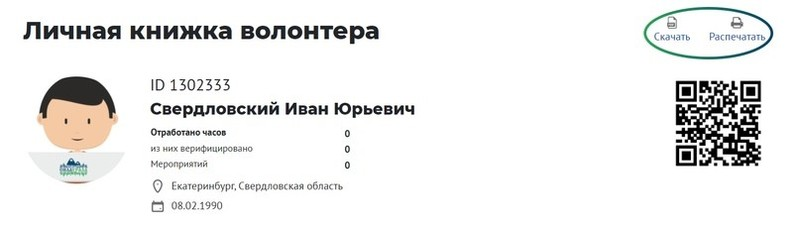 Личная книжка волонтера
Скачать Распечатать
ID 1302333
Свердловский Иван Юрьевич
Отработано часов 0
из них верифицировано 0
Мероприятий 0
Екатеринбург, Свердловская область
08.02.1990